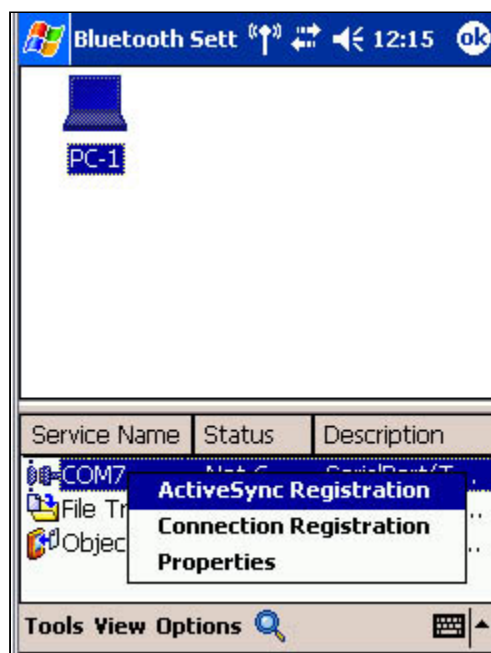 Bluetooth Sett 12:15 ok
PC-1
Service Name Status Description
COM7
ActiveSync Registration
File Tr
Connection Registration
Objec
Properties
Tools View Options